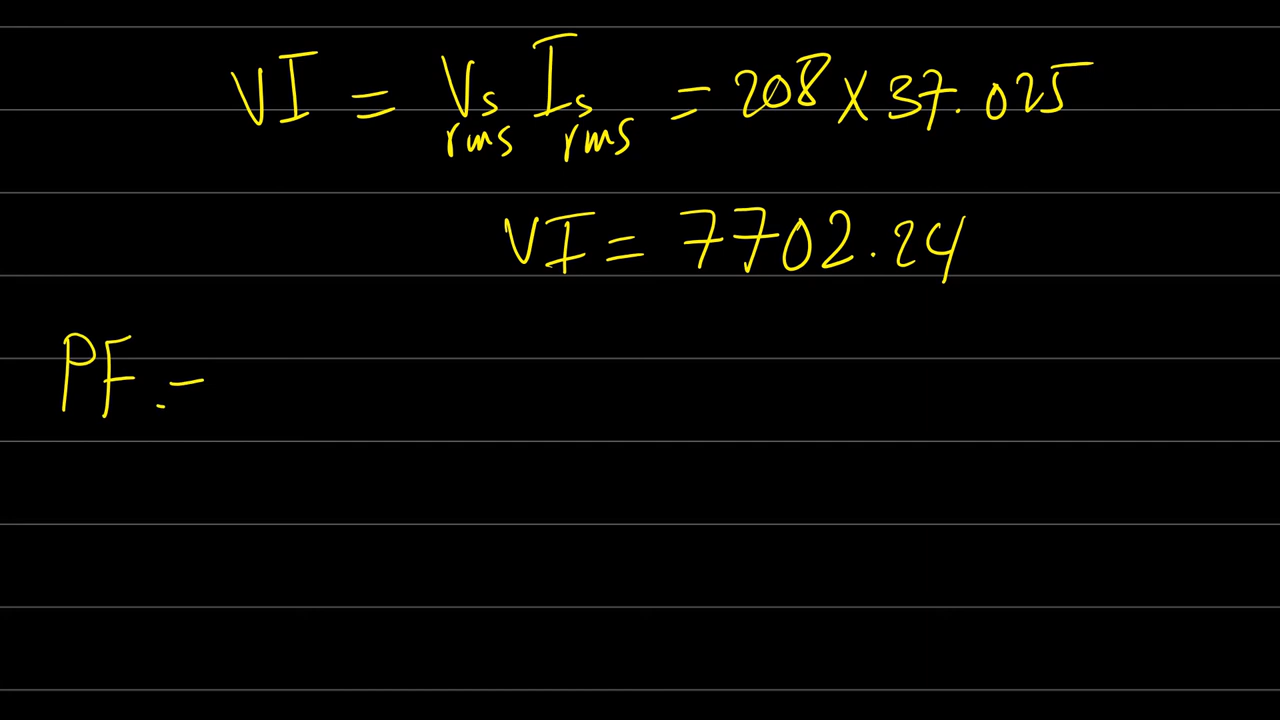 VI = Vs rms Is rms = 208 × 37.025
VI = 7702.24
PF :-